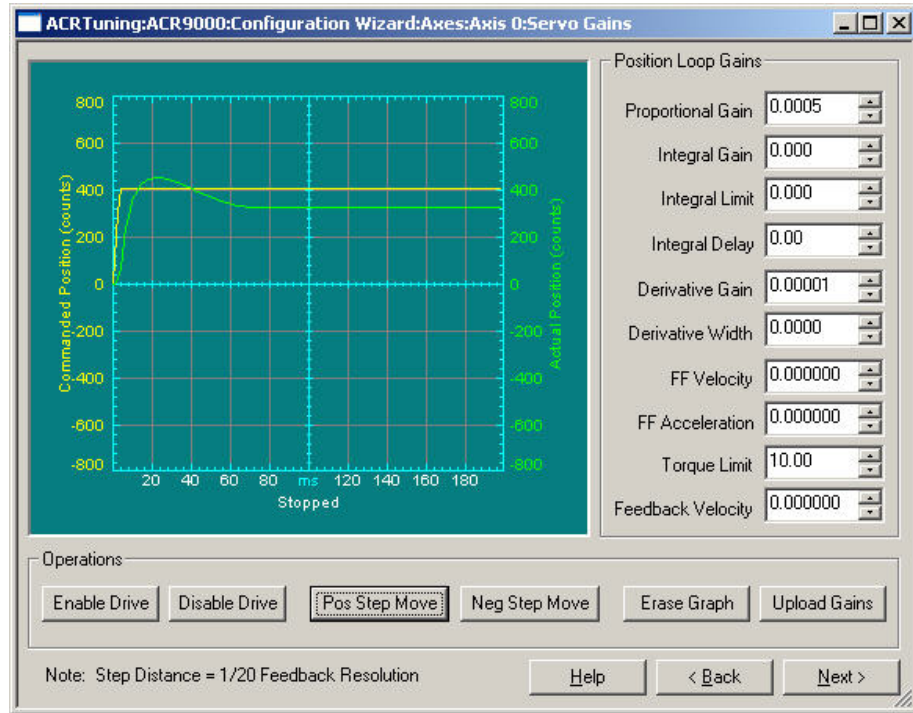 ACRTuning:ACR9000:Configuration Wizard:Axes:Axis 0:Servo Gains
Commanded Position (counts)
800
600
400
200
0
-200
-400
-600
-800
20 40 60 80 ms 120 140 160 180
Stopped
800
600
400
200
0
-200
-400
-600
-800
Actual Position (counts)
Position Loop Gains
Proportional Gain 0.0005
Integral Gain 0.000
Integral Limit 0.000
Integral Delay 0.00
Derivative Gain 0.00001
Derivative Width 0.0000
FF Velocity 0.000000
FF Acceleration 0.000000
Torque Limit 10.00
Feedback Velocity 0.000000
Operations
Enable Drive Disable Drive Pos Step Move Neg Step Move Erase Graph Upload Gains
Note: Step Distance = 1/20 Feedback Resolution
Help < Back Next >